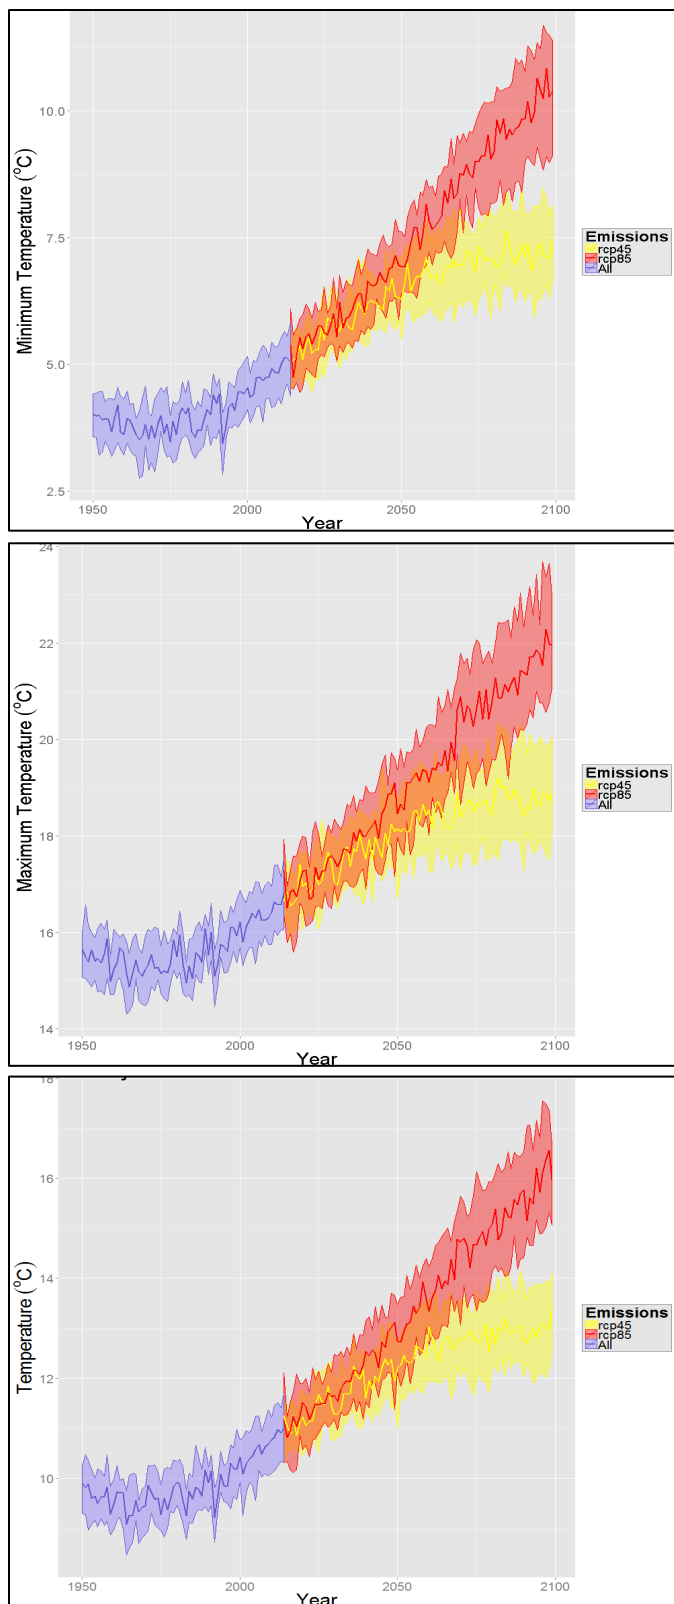 10.0
7.5
5.0
2.5
Minimum Temperature (°C)
1950 2000 2050 2100
Year
Emissions
rcp45
rcp85
All
24
22
20
18
16
14
Maximum Temperature (°C)
1950 2000 2050 2100
Year
Emissions
rcp45
rcp85
All
18
16
14
12
10
Temperature (°C)
1950 2000 2050 2100
Year
Emissions
rcp45
rcp85
All